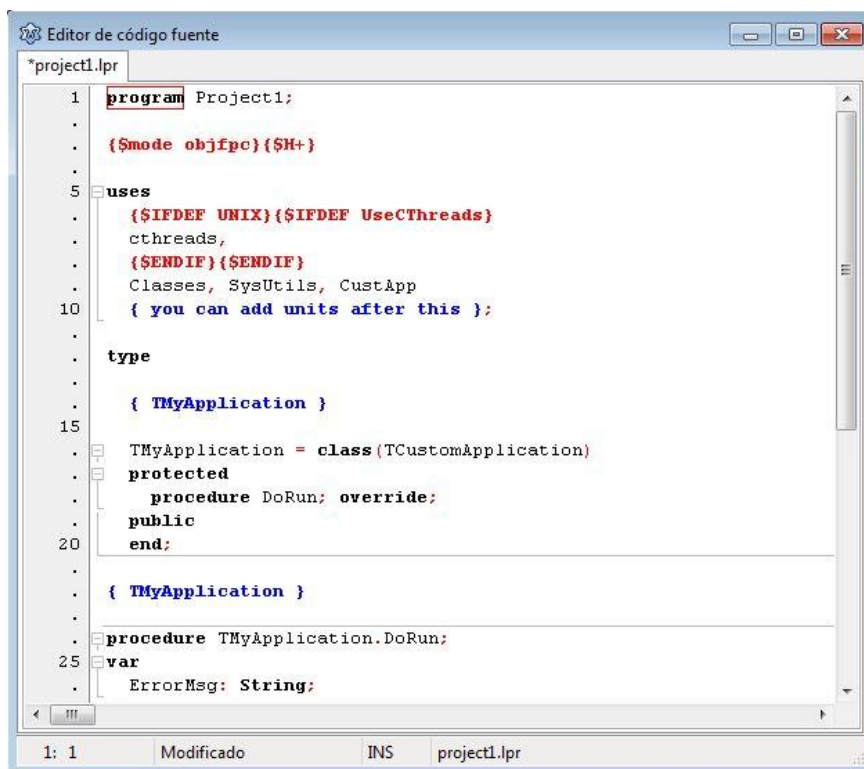 Editor de código fuente
*project1.lpr
1 program Project1;
.
. {$mode objfpc}{$H+}
.
5 uses
. {$IFDEF UNIX}{$IFDEF UseCThreads}
. cthreads,
. {$ENDIF}{$ENDIF}
. Classes, SysUtils, CustApp
10 { you can add units after this };
.
. type
.
. { TMyApplication }
15
. TMyApplication = class(TCustomApplication)
. protected
. procedure DoRun; override;
. public
20 end;
.
. { TMyApplication }
.
. procedure TMyApplication.DoRun;
25 var
. ErrorMsg: String;
1: 1 Modificado INS project1.lpr